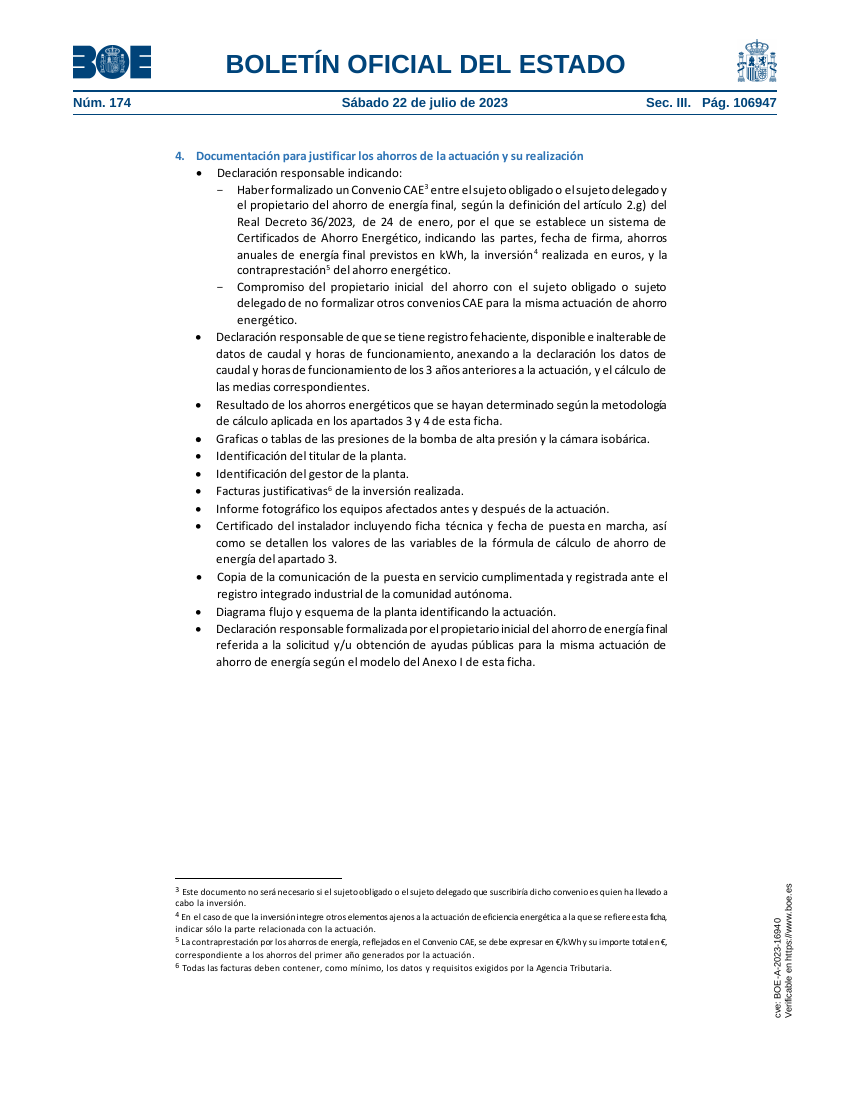 BOE
BOLETÍN OFICIAL DEL ESTADO
Núm. 174 Sábado 22 de julio de 2023 Sec. III. Pág. 106947
4. Documentación para justificar los ahorros de la actuación y su realización
• Declaración responsable indicando:
− Haber formalizado un Convenio CAE3 entre el sujeto obligado o el sujeto delegado y
el propietario del ahorro de energía final, según la definición del artículo 2.g) del
Real Decreto 36/2023, de 24 de enero, por el que se establece un sistema de
Certificados de Ahorro Energético, indicando las partes, fecha de firma, ahorros
anuales de energía final previstos en kWh, la inversión4 realizada en euros, y la
contraprestación5 del ahorro energético.
− Compromiso del propietario inicial del ahorro con el sujeto obligado o sujeto
delegado de no formalizar otros convenios CAE para la misma actuación de ahorro
energético.
• Declaración responsable de que se tiene registro fehaciente, disponible e inalterable de
datos de caudal y horas de funcionamiento, anexando a la declaración los datos de
caudal y horas de funcionamiento de los 3 años anteriores a la actuación, y el cálculo de
las medias correspondientes.
• Resultado de los ahorros energéticos que se hayan determinado según la metodología
de cálculo aplicada en los apartados 3 y 4 de esta ficha.
• Graficas o tablas de las presiones de la bomba de alta presión y la cámara isobárica.
• Identificación del titular de la planta.
• Identificación del gestor de la planta.
• Facturas justificativas6 de la inversión realizada.
• Informe fotográfico los equipos afectados antes y después de la actuación.
• Certificado del instalador incluyendo ficha técnica y fecha de puesta en marcha, así
como se detallen los valores de las variables de la fórmula de cálculo de ahorro de
energía del apartado 3.
• Copia de la comunicación de la puesta en servicio cumplimentada y registrada ante el
registro integrado industrial de la comunidad autónoma.
• Diagrama flujo y esquema de la planta identificando la actuación.
• Declaración responsable formalizada por el propietario inicial del ahorro de energía final
referida a la solicitud y/u obtención de ayudas públicas para la misma actuación de
ahorro de energía según el modelo del Anexo I de esta ficha.
3 Este documento no será necesario si el sujeto obligado o el sujeto delegado que suscribiría dicho convenio es quien ha llevado a
cabo la inversión.
4 En el caso de que la inversión integre otros elementos ajenos a la actuación de eficiencia energética a la que se refiere esta ficha,
indicar sólo la parte relacionada con la actuación.
5 La contraprestación por los ahorros de energía, reflejados en el Convenio CAE, se debe expresar en €/kWh y su importe total en €,
correspondiente a los ahorros del primer año generados por la actuación.
6 Todas las facturas deben contener, como mínimo, los datos y requisitos exigidos por la Agencia Tributaria.
cve: BOE-A-2023-16940
Verificable en https://www.boe.es